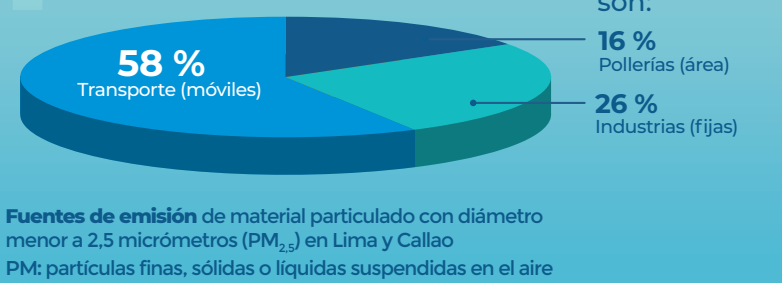 son:
58 %
Transporte (móviles)
16 %
Pollerías (área)
26 %
Industrias (fijas)
Fuentes de emisión de material particulado con diámetro
menor a 2,5 micrómetros (PM2,5) en Lima y Callao
PM: partículas finas, sólidas o líquidas suspendidas en el aire